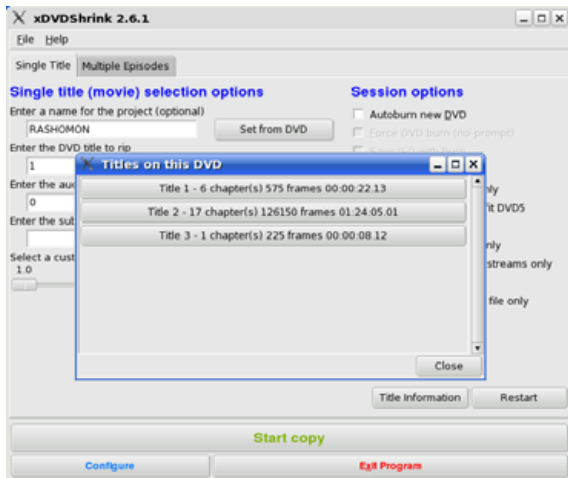 xDVDShrink 2.6.1
File Help
Single Title Multiple Episodes
Single title (movie) selection options
Session options
Enter a name for the project (optional)
Autoburn new DVD
RASHOMON
Set from DVD
Force DVD burn (no-prompt)
Enter the DVD title to rip
1
Titles on this DVD
Enter the au
Title 1 - 6 chapter(s) 575 frames 00:00:22.13
0
Title 2 - 17 chapter(s) 126150 frames 01:24:05.01
fit DVD5
Enter the sub
Title 3 - 1 chapter(s) 225 frames 00:00:08.12
Select a cust
1.0
streams only
file only
Close
Title Information Restart
Start copy
Configure
Exit Program